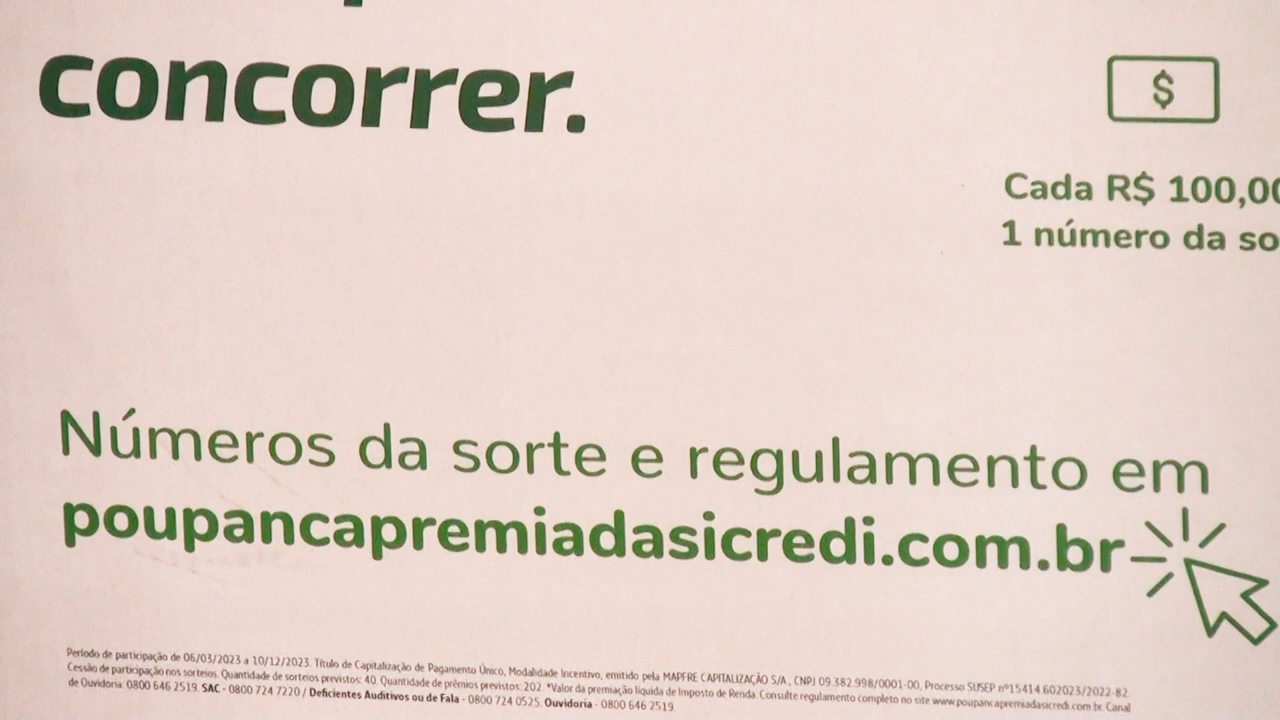 concorrer.
$
Cada R$ 100,00
1 número da so
Números da sorte e regulamento em
poupancapremiadasicredi.com.br
Período de participação de 06/03/2023 a 10/12/2023. Título de Capitalização de Pagamento Único, Modalidade Incentivo, emitido pela MAPFRE CAPITALIZAÇÃO S/A, CNPJ 09.382.998/0001-00, Processo SUSEP nº15414.602023/2022-82.
Cessão de participação nos sorteios. Quantidade de sorteios previstos: 40. Quantidade de prêmios previstos: 202. *Valor da premiação líquida de Imposto de Renda. Consulte regulamento completo no site www.poupancapremiadasicredi.com.br. Canal
de Ouvidoria: 0800 646 2519. SAC - 0800 724 7220 / Deficientes Auditivos ou de Fala - 0800 724 0525. Ouvidoria - 0800 646 2519.